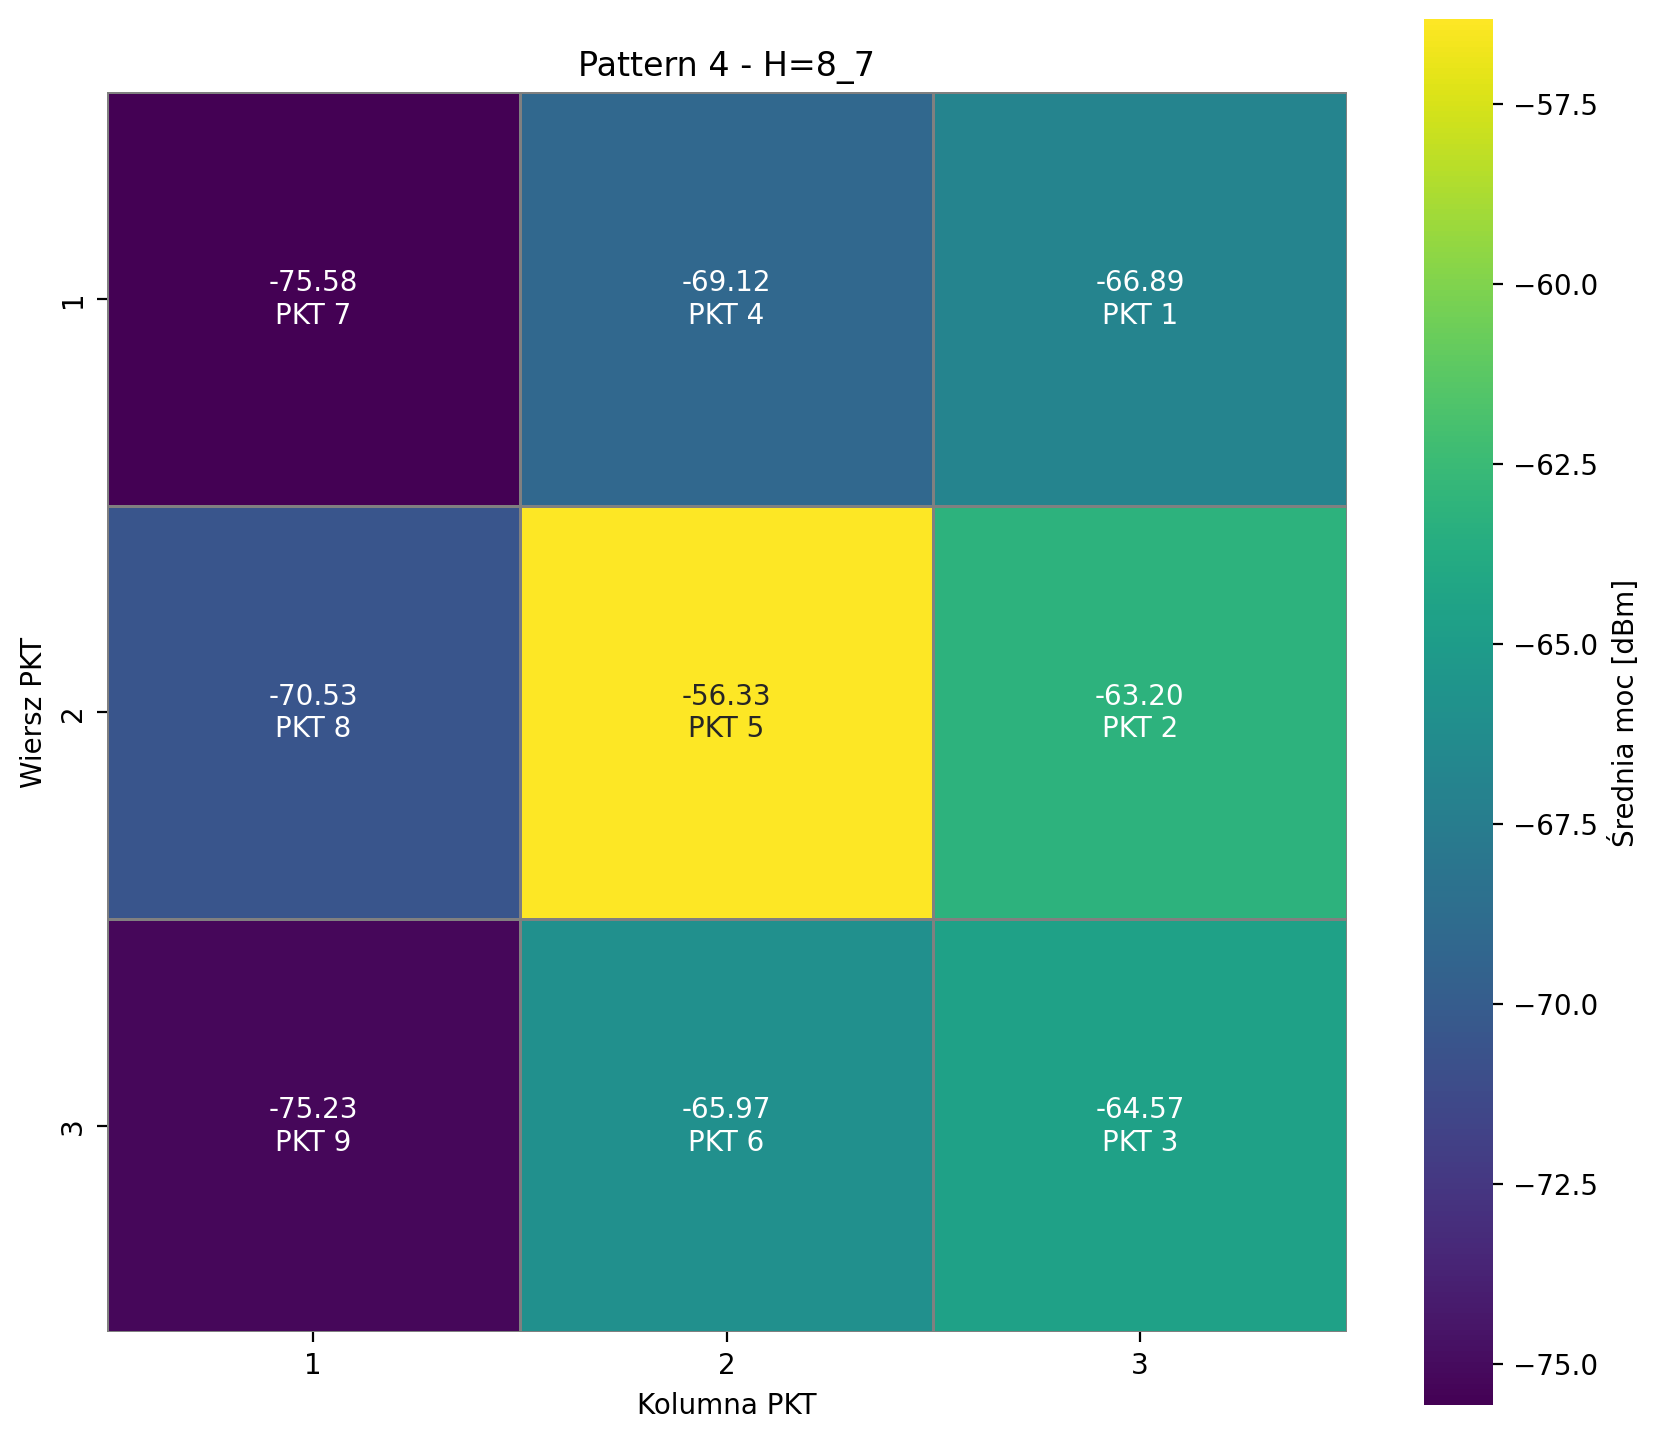 Pattern 4 - H=8_7
-75.58
PKT 7
-69.12
PKT 4
-66.89
PKT 1
-70.53
PKT 8
-56.33
PKT 5
-63.20
PKT 2
-75.23
PKT 9
-65.97
PKT 6
-64.57
PKT 3
1
2
3
Wiersz PKT
1
2
3
Kolumna PKT
−57.5
−60.0
−62.5
−65.0
−67.5
−70.0
−72.5
−75.0
Średnia moc [dBm]